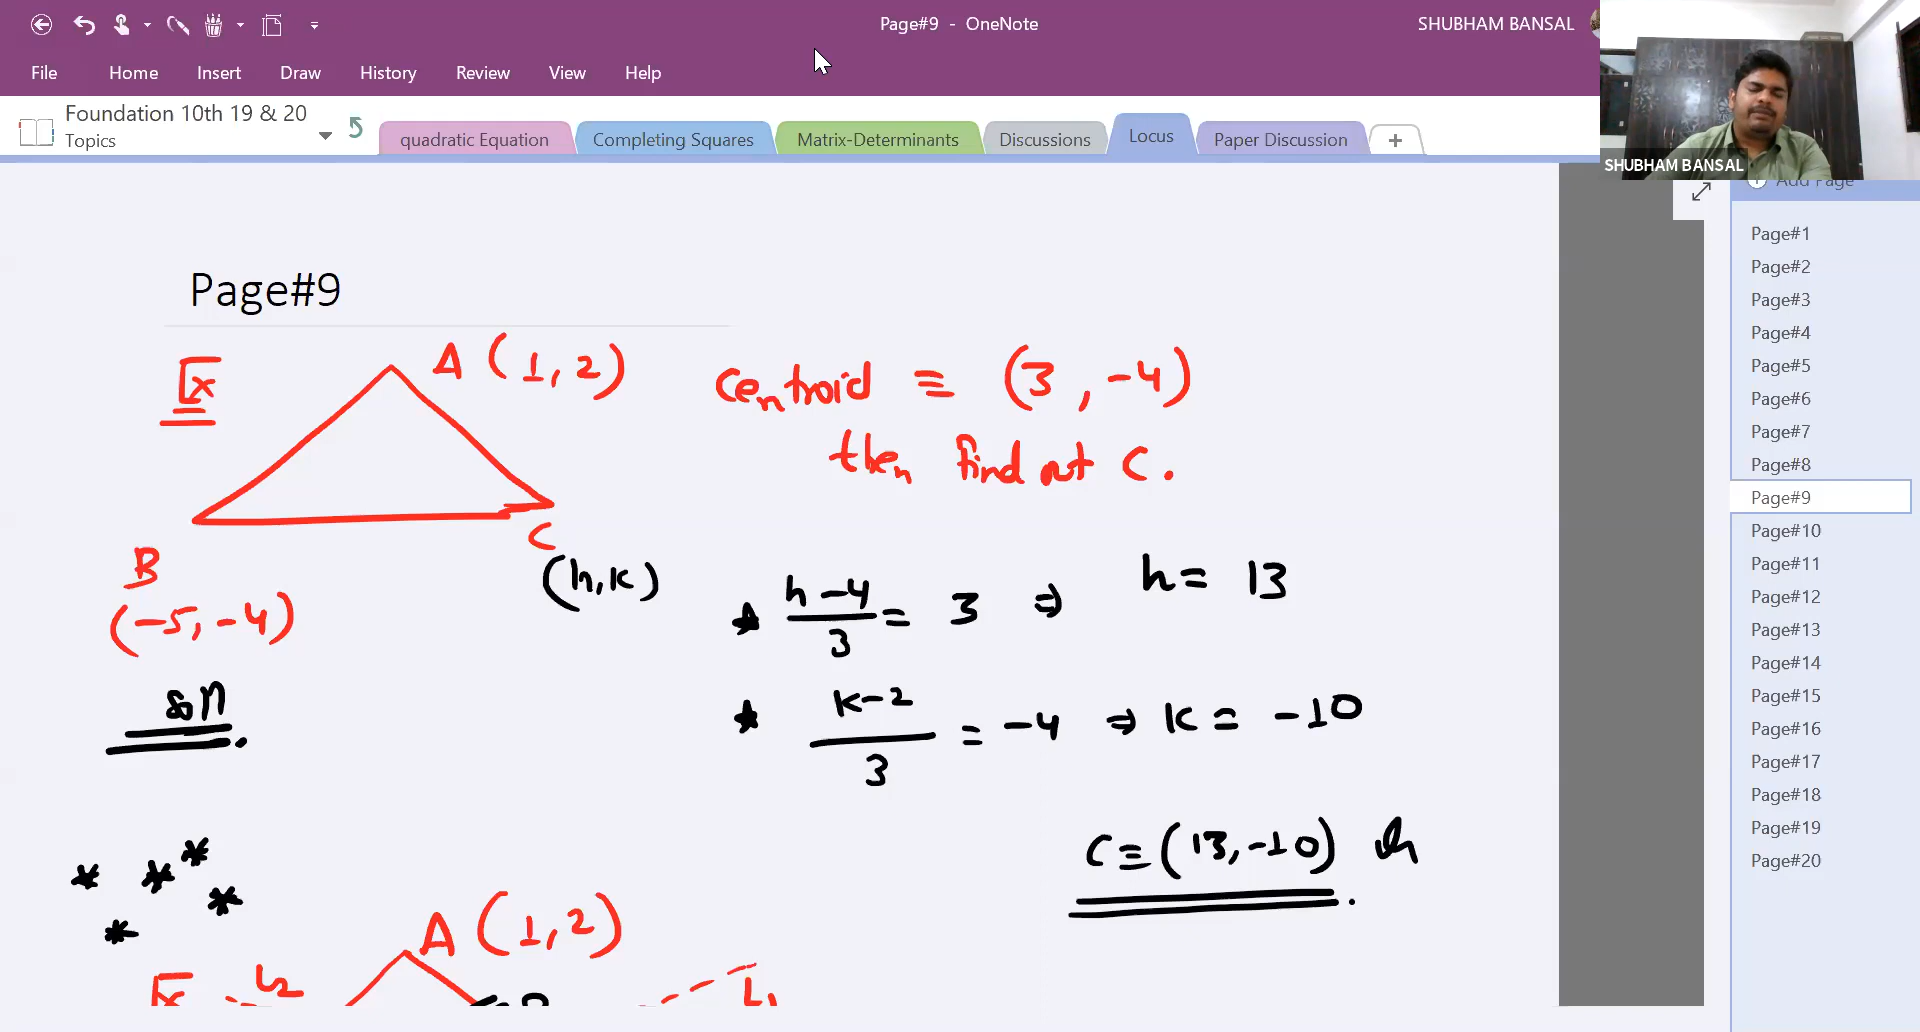 Page#9 - OneNote
SHUBHAM BANSAL
File Home Insert Draw History Review View Help
SHUBHAM BANSAL
Foundation 10th 19 & 20
Topics
quadratic Equation Completing Squares Matrix-Determinants Discussions Locus Paper Discussion +
Add Page
Page#1
Page#2
Page#3
Page#4
Page#5
Page#6
Page#7
Page#8
Page#9
Page#10
Page#11
Page#12
Page#13
Page#14
Page#15
Page#16
Page#17
Page#18
Page#19
Page#20
Page#9
Ex
A (1, 2)
centroid ≡ (3, -4)
then find out C.
B
(-5, -4)
C
(h, k)
* h-4/3 = 3 ⇒ h = 13
sol^n.
* k-2/3 = -4 ⇒ k = -10
C ≡ (13, -10)
* * * * *
A (1, 2)
Ex L2
L1